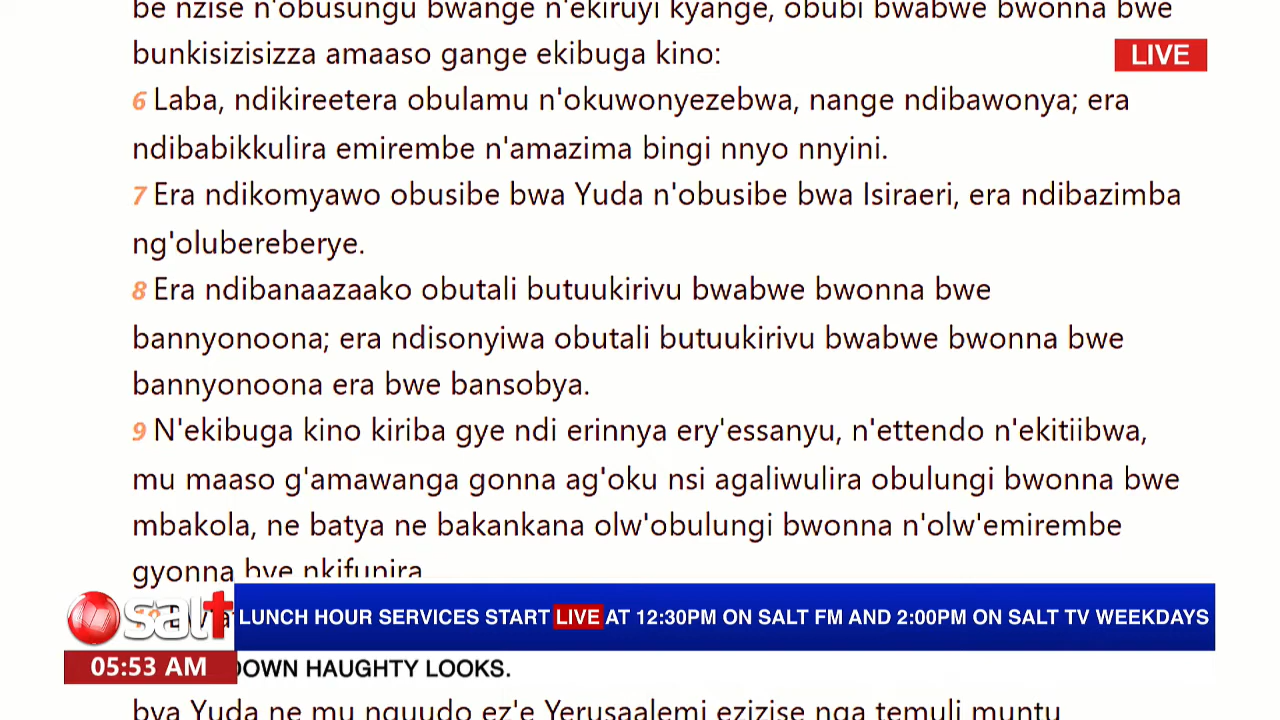 be nzise n'obusungu bwange n'ekiruyi kyange, obubi bwabwe bwonna bwe
bunkisizisizza amaaso gange ekibuga kino:
LIVE
6 Laba, ndikireetera obulamu n'okuwonyezebwa, nange ndibawonya; era
ndibabikkulira emirembe n'amazima bingi nnyo nnyini.
7 Era ndikomyawo obusibe bwa Yuda n'obusibe bwa Isiraeri, era ndibazimba
ng'olubereberye.
8 Era ndibanaazaako obutali butuukirivu bwabwe bwonna bwe
bannyonoona; era ndisonyiwa obutali butuukirivu bwabwe bwonna bwe
bannyonoona era bwe bansobya.
9 N'ekibuga kino kiriba gye ndi erinnya ery'essanyu, n'ettendo n'ekitiibwa,
mu maaso g'amawanga gonna ag'oku nsi agaliwulira obulungi bwonna bwe
mbakola, ne batya ne bakankana olw'obulungi bwonna n'olw'emirembe
gyonna bye nkifunira
salt
LUNCH HOUR SERVICES START LIVE AT 12:30PM ON SALT FM AND 2:00PM ON SALT TV WEEKDAYS
05:53 AM
DOWN HAUGHTY LOOKS.
bya Yuda ne mu nguudo ez'e Yerusaalemi ezizise nga temuli muntu